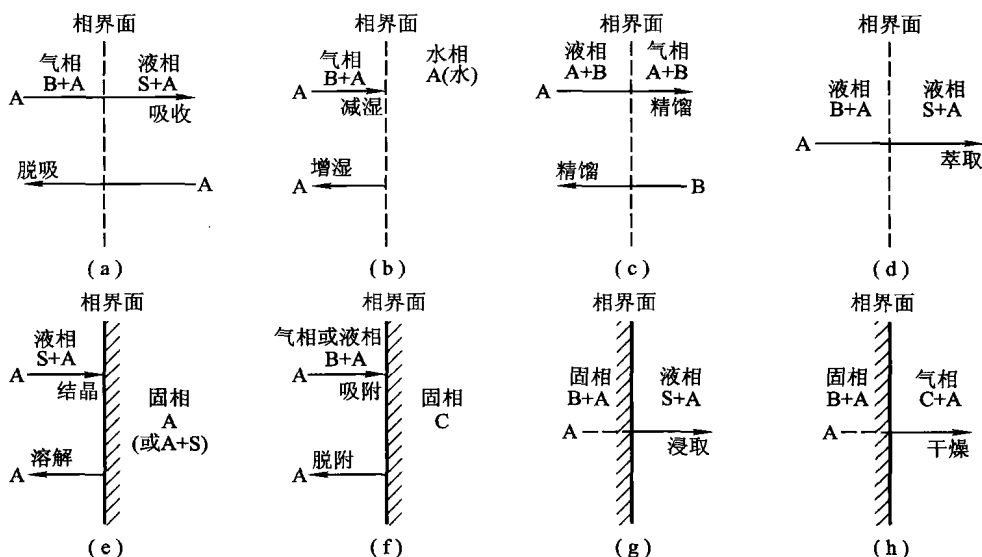 相界面
气相
B+A
液相
S+A
A
吸收
脱吸
A
(a)
相界面
气相
B+A
水相
A(水)
A
减湿
增湿
A
(b)
相界面
液相
A+B
气相
A+B
A
精馏
精馏
B
(c)
相界面
液相
B+A
液相
S+A
A
萃取
(d)
相界面
液相
S+A
A
结晶
固相
A
(或A+S)
溶解
A
(e)
相界面
气相或液相
B+A
A
吸附
固相
C
脱附
A
(f)
相界面
固相
B+A
液相
S+A
A
浸取
(g)
相界面
固相
B+A
气相
C+A
A
干燥
(h)